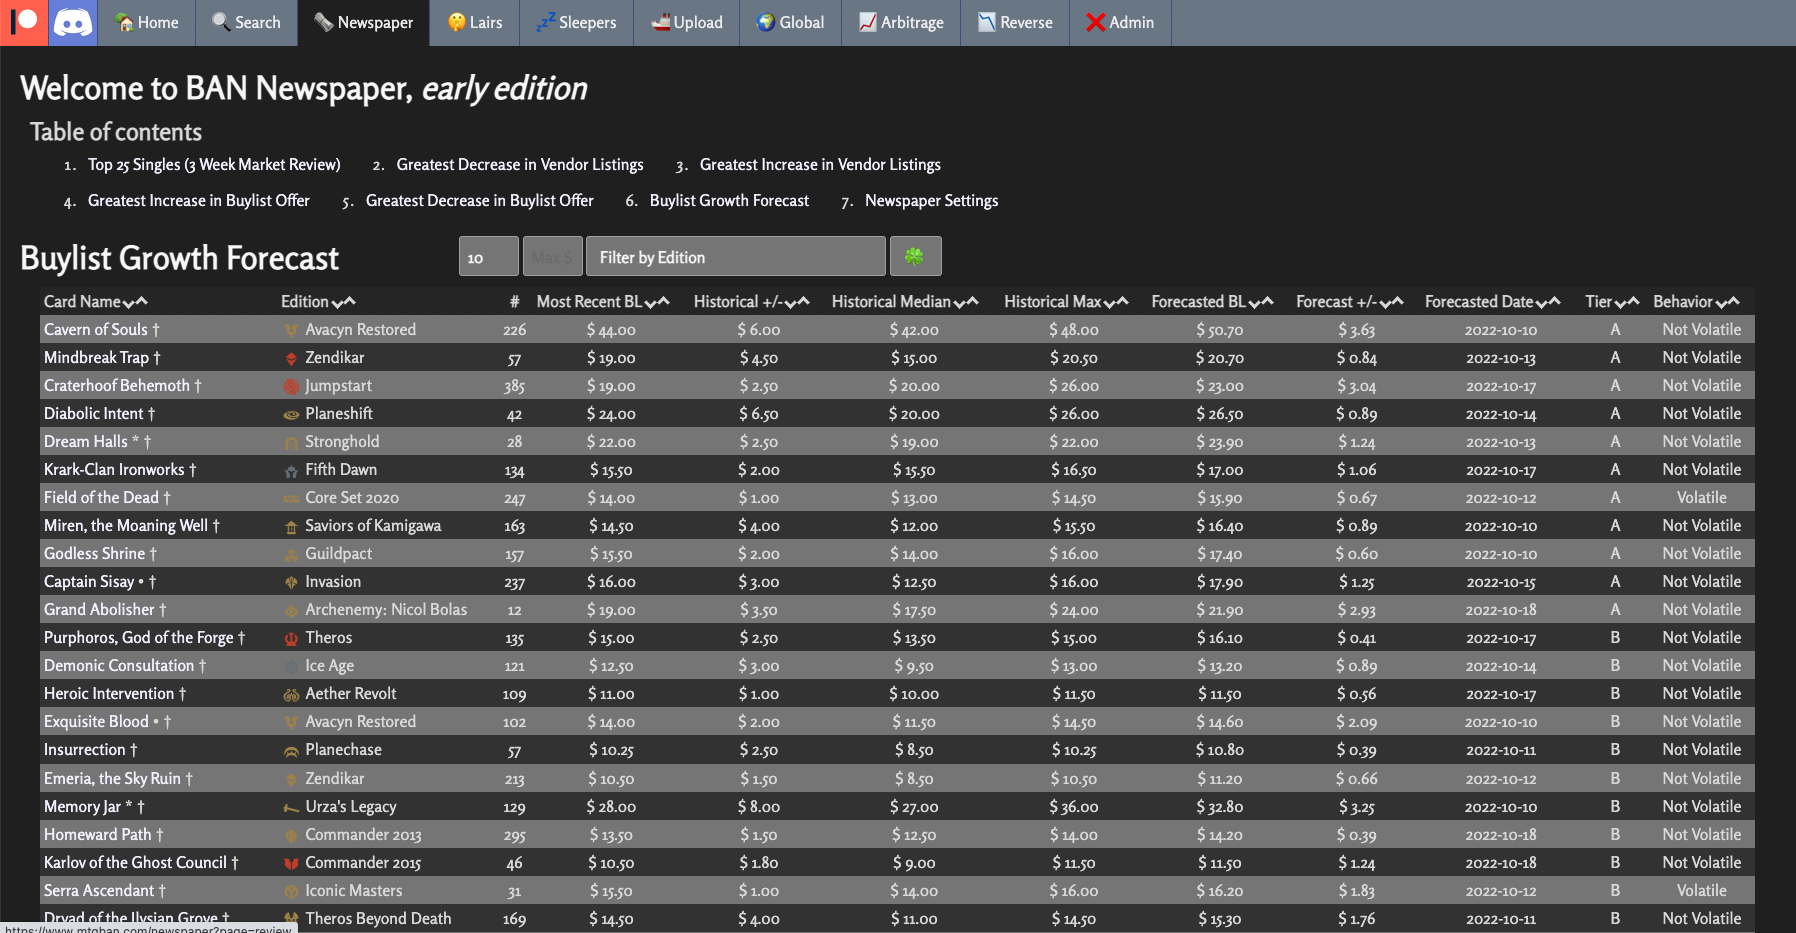 Home Search Newspaper Lairs Sleepers Upload Global Arbitrage Reverse Admin
Welcome to BAN Newspaper, early edition
Table of contents
1. Top 25 Singles (3 Week Market Review) 2. Greatest Decrease in Vendor Listings 3. Greatest Increase in Vendor Listings
4. Greatest Increase in Buylist Offer 5. Greatest Decrease in Buylist Offer 6. Buylist Growth Forecast 7. Newspaper Settings
Buylist Growth Forecast 10 Max $ Filter by Edition
Card Name Edition # Most Recent BL Historical +/- Historical Median Historical Max Forecasted BL Forecast +/- Forecasted Date Tier Behavior
Cavern of Souls † Avacyn Restored 226 $ 44.00 $ 6.00 $ 42.00 $ 48.00 $ 50.70 $ 3.63 2022-10-10 A Not Volatile
Mindbreak Trap † Zendikar 57 $ 19.00 $ 4.50 $ 15.00 $ 20.50 $ 20.70 $ 0.84 2022-10-13 A Not Volatile
Craterhoof Behemoth † Jumpstart 385 $ 19.00 $ 2.50 $ 20.00 $ 26.00 $ 23.00 $ 3.04 2022-10-17 A Not Volatile
Diabolic Intent † Planeshift 42 $ 24.00 $ 6.50 $ 20.00 $ 26.00 $ 26.50 $ 0.89 2022-10-14 A Not Volatile
Dream Halls * † Stronghold 28 $ 22.00 $ 2.50 $ 19.00 $ 22.00 $ 23.90 $ 1.24 2022-10-13 A Not Volatile
Krark-Clan Ironworks † Fifth Dawn 134 $ 15.50 $ 2.00 $ 15.50 $ 16.50 $ 17.00 $ 1.06 2022-10-17 A Not Volatile
Field of the Dead † Core Set 2020 247 $ 14.00 $ 1.00 $ 13.00 $ 14.50 $ 15.90 $ 0.67 2022-10-12 A Volatile
Miren, the Moaning Well † Saviors of Kamigawa 163 $ 14.50 $ 4.00 $ 12.00 $ 15.50 $ 16.40 $ 0.89 2022-10-10 A Not Volatile
Godless Shrine † Guildpact 157 $ 15.50 $ 2.00 $ 14.00 $ 16.00 $ 17.40 $ 0.60 2022-10-10 A Not Volatile
Captain Sisay • † Invasion 237 $ 16.00 $ 3.00 $ 12.50 $ 16.00 $ 17.90 $ 1.25 2022-10-15 A Not Volatile
Grand Abolisher † Archenemy: Nicol Bolas 12 $ 19.00 $ 3.50 $ 17.50 $ 24.00 $ 21.90 $ 2.93 2022-10-18 A Not Volatile
Purphoros, God of the Forge † Theros 135 $ 15.00 $ 2.50 $ 13.50 $ 15.00 $ 16.10 $ 0.41 2022-10-17 B Not Volatile
Demonic Consultation † Ice Age 121 $ 12.50 $ 3.00 $ 9.50 $ 13.00 $ 13.20 $ 0.89 2022-10-14 B Not Volatile
Heroic Intervention † Aether Revolt 109 $ 11.00 $ 1.00 $ 10.00 $ 11.50 $ 11.50 $ 0.56 2022-10-17 B Not Volatile
Exquisite Blood • † Avacyn Restored 102 $ 14.00 $ 2.00 $ 11.50 $ 14.50 $ 14.60 $ 2.09 2022-10-10 B Not Volatile
Insurrection † Planechase 57 $ 10.25 $ 2.50 $ 8.50 $ 10.25 $ 10.80 $ 0.39 2022-10-11 B Not Volatile
Emeria, the Sky Ruin † Zendikar 213 $ 10.50 $ 1.50 $ 8.50 $ 10.50 $ 11.20 $ 0.66 2022-10-12 B Not Volatile
Memory Jar * † Urza's Legacy 129 $ 28.00 $ 8.00 $ 27.00 $ 36.00 $ 32.80 $ 3.25 2022-10-10 B Not Volatile
Homeward Path † Commander 2013 295 $ 13.50 $ 1.50 $ 12.50 $ 14.00 $ 14.20 $ 0.39 2022-10-18 B Not Volatile
Karlov of the Ghost Council † Commander 2015 46 $ 10.50 $ 1.80 $ 9.00 $ 11.50 $ 11.50 $ 1.24 2022-10-18 B Not Volatile
Serra Ascendant † Iconic Masters 31 $ 15.50 $ 1.00 $ 14.00 $ 16.00 $ 16.20 $ 1.83 2022-10-12 B Volatile
Dryad of the Ilysian Grove † Theros Beyond Death 169 $ 14.50 $ 4.00 $ 11.00 $ 14.50 $ 15.30 $ 1.76 2022-10-11 B Not Volatile
https://www.mtgban.com/newspaper?page=review